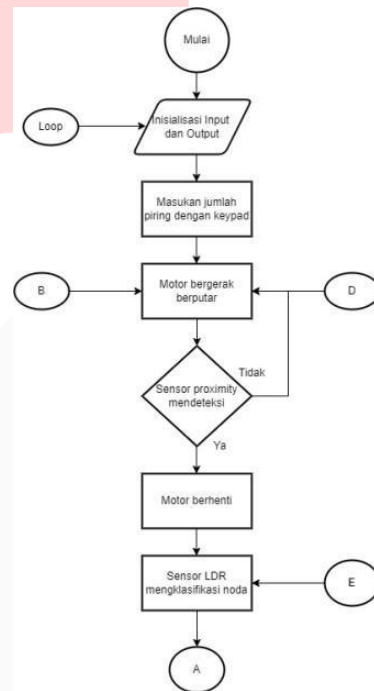 Mulai
Loop
Inisialisasi Input
dan Output
Masukan jumlah
piring dengan keypad
B
Motor bergerak
berputar
D
Tidak
Sensor proximity
mendeteksi
Ya
Motor berhenti
Sensor LDR
mengklasifikasi noda
E
A